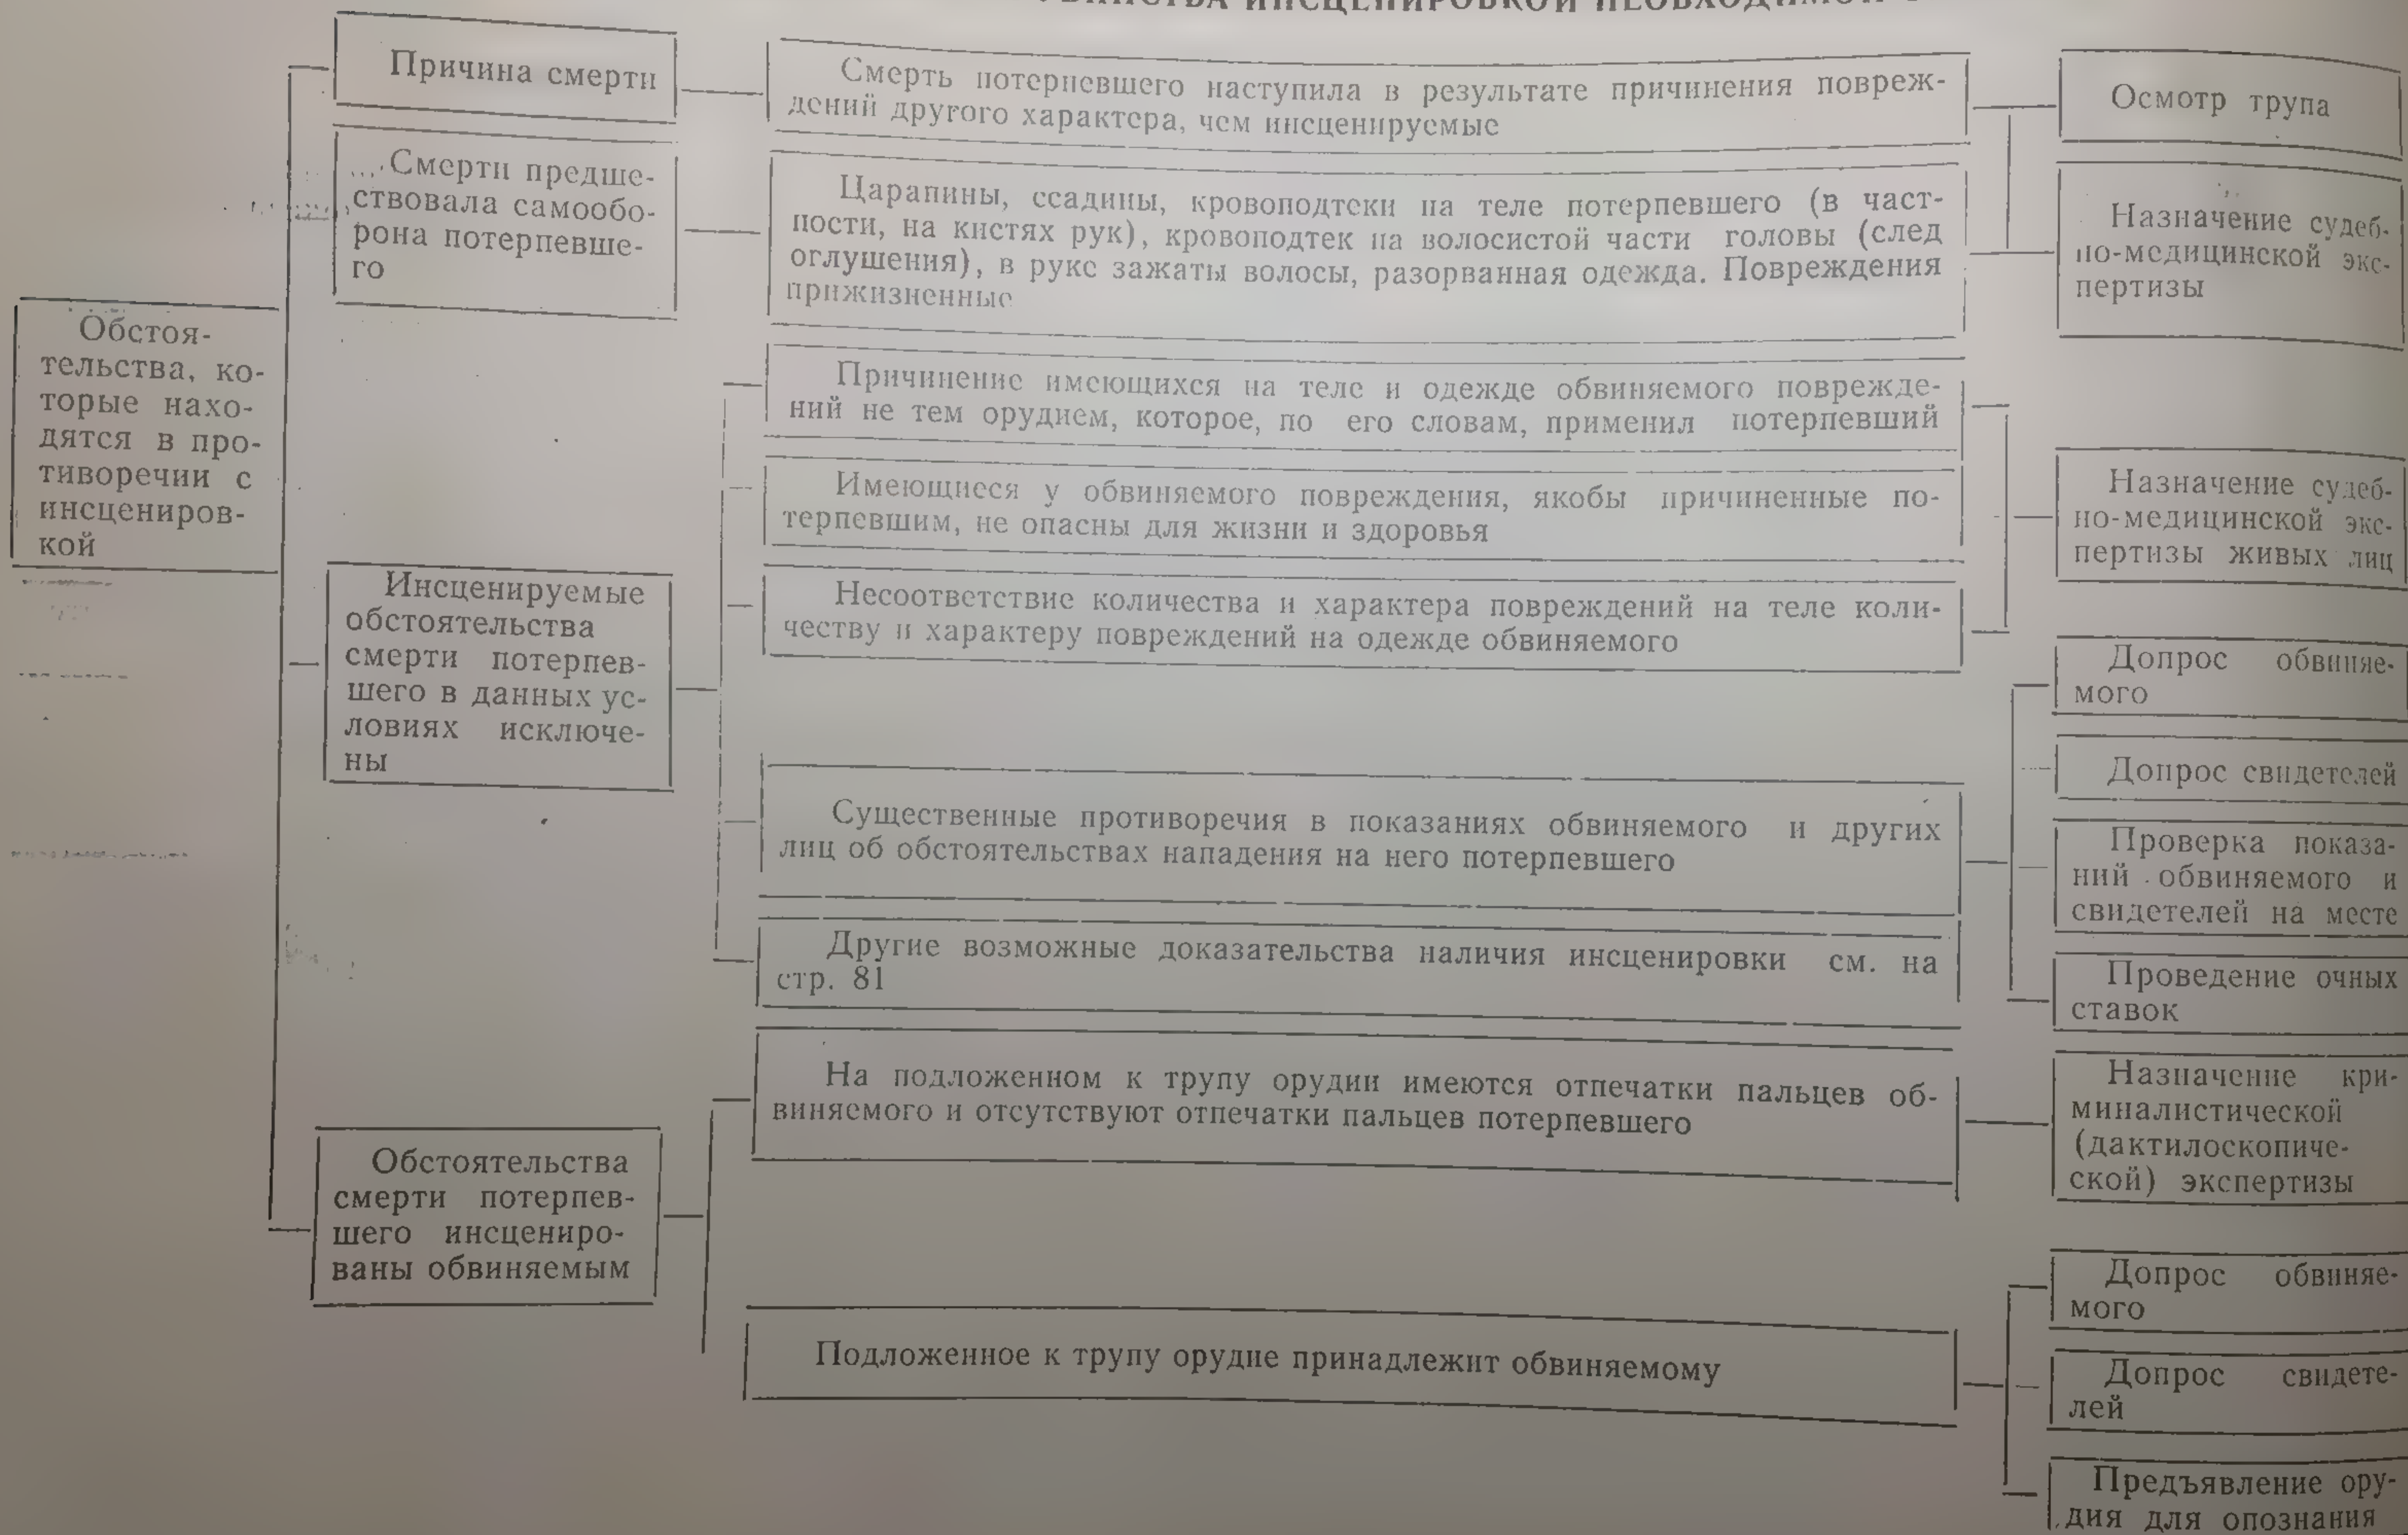 ИНСЦЕНИРОВКОЙ НЕОБХОДИМОЙ
Причина смерти
Смерть потерпевшего наступила в результате причинения повреж-
дений другого характера, чем инсценируемые
Осмотр трупа
Смерти предше-
ствовала самообо-
рона потерпевше-
го
Царапины, ссадины, кровоподтеки на теле потерпевшего (в част-
ности, на кистях рук), кровоподтек на волосистой части головы (след
оглушения), в руке зажаты волосы, разорванная одежда. Повреждения
прижизненные
Назначение судеб-
но-медицинской экс-
пертизы
Обстоя-
тельства, ко-
торые нахо-
дятся в про-
тиворечии с
инсцениров-
кой
Причинение имеющихся на теле и одежде обвиняемого поврежде-
ний не тем орудием, которое, по его словам, применил потерпевший
Имеющиеся у обвиняемого повреждения, якобы причиненные по-
терпевшим, не опасны для жизни и здоровья
Назначение судеб-
но-медицинской экс-
пертизы живых лиц
Инсценируемые
обстоятельства
смерти потерпев-
шего в данных ус-
ловиях исключе-
ны
Несоответствие количества и характера повреждений на теле коли-
честву и характеру повреждений на одежде обвиняемого
Допрос обвиняе-
мого
Допрос свидетелей
Существенные противоречия в показаниях обвиняемого и других
лиц об обстоятельствах нападения на него потерпевшего
Проверка показа-
ний обвиняемого и
свидетелей на месте
Другие возможные доказательства наличия инсценировки см. на
стр. 81
Проведение очных
ставок
На подложенном к трупу орудии имеются отпечатки пальцев об-
виняемого и отсутствуют отпечатки пальцев потерпевшего
Назначение кри-
миналистической
(дактилоскопиче-
ской) экспертизы
Обстоятельства
смерти потерпев-
шего инсцениро-
ваны обвиняемым
Допрос обвиняе-
мого
Подложенное к трупу орудие принадлежит обвиняемому
Допрос свидете-
лей
Предъявление ору-
дия для опознания